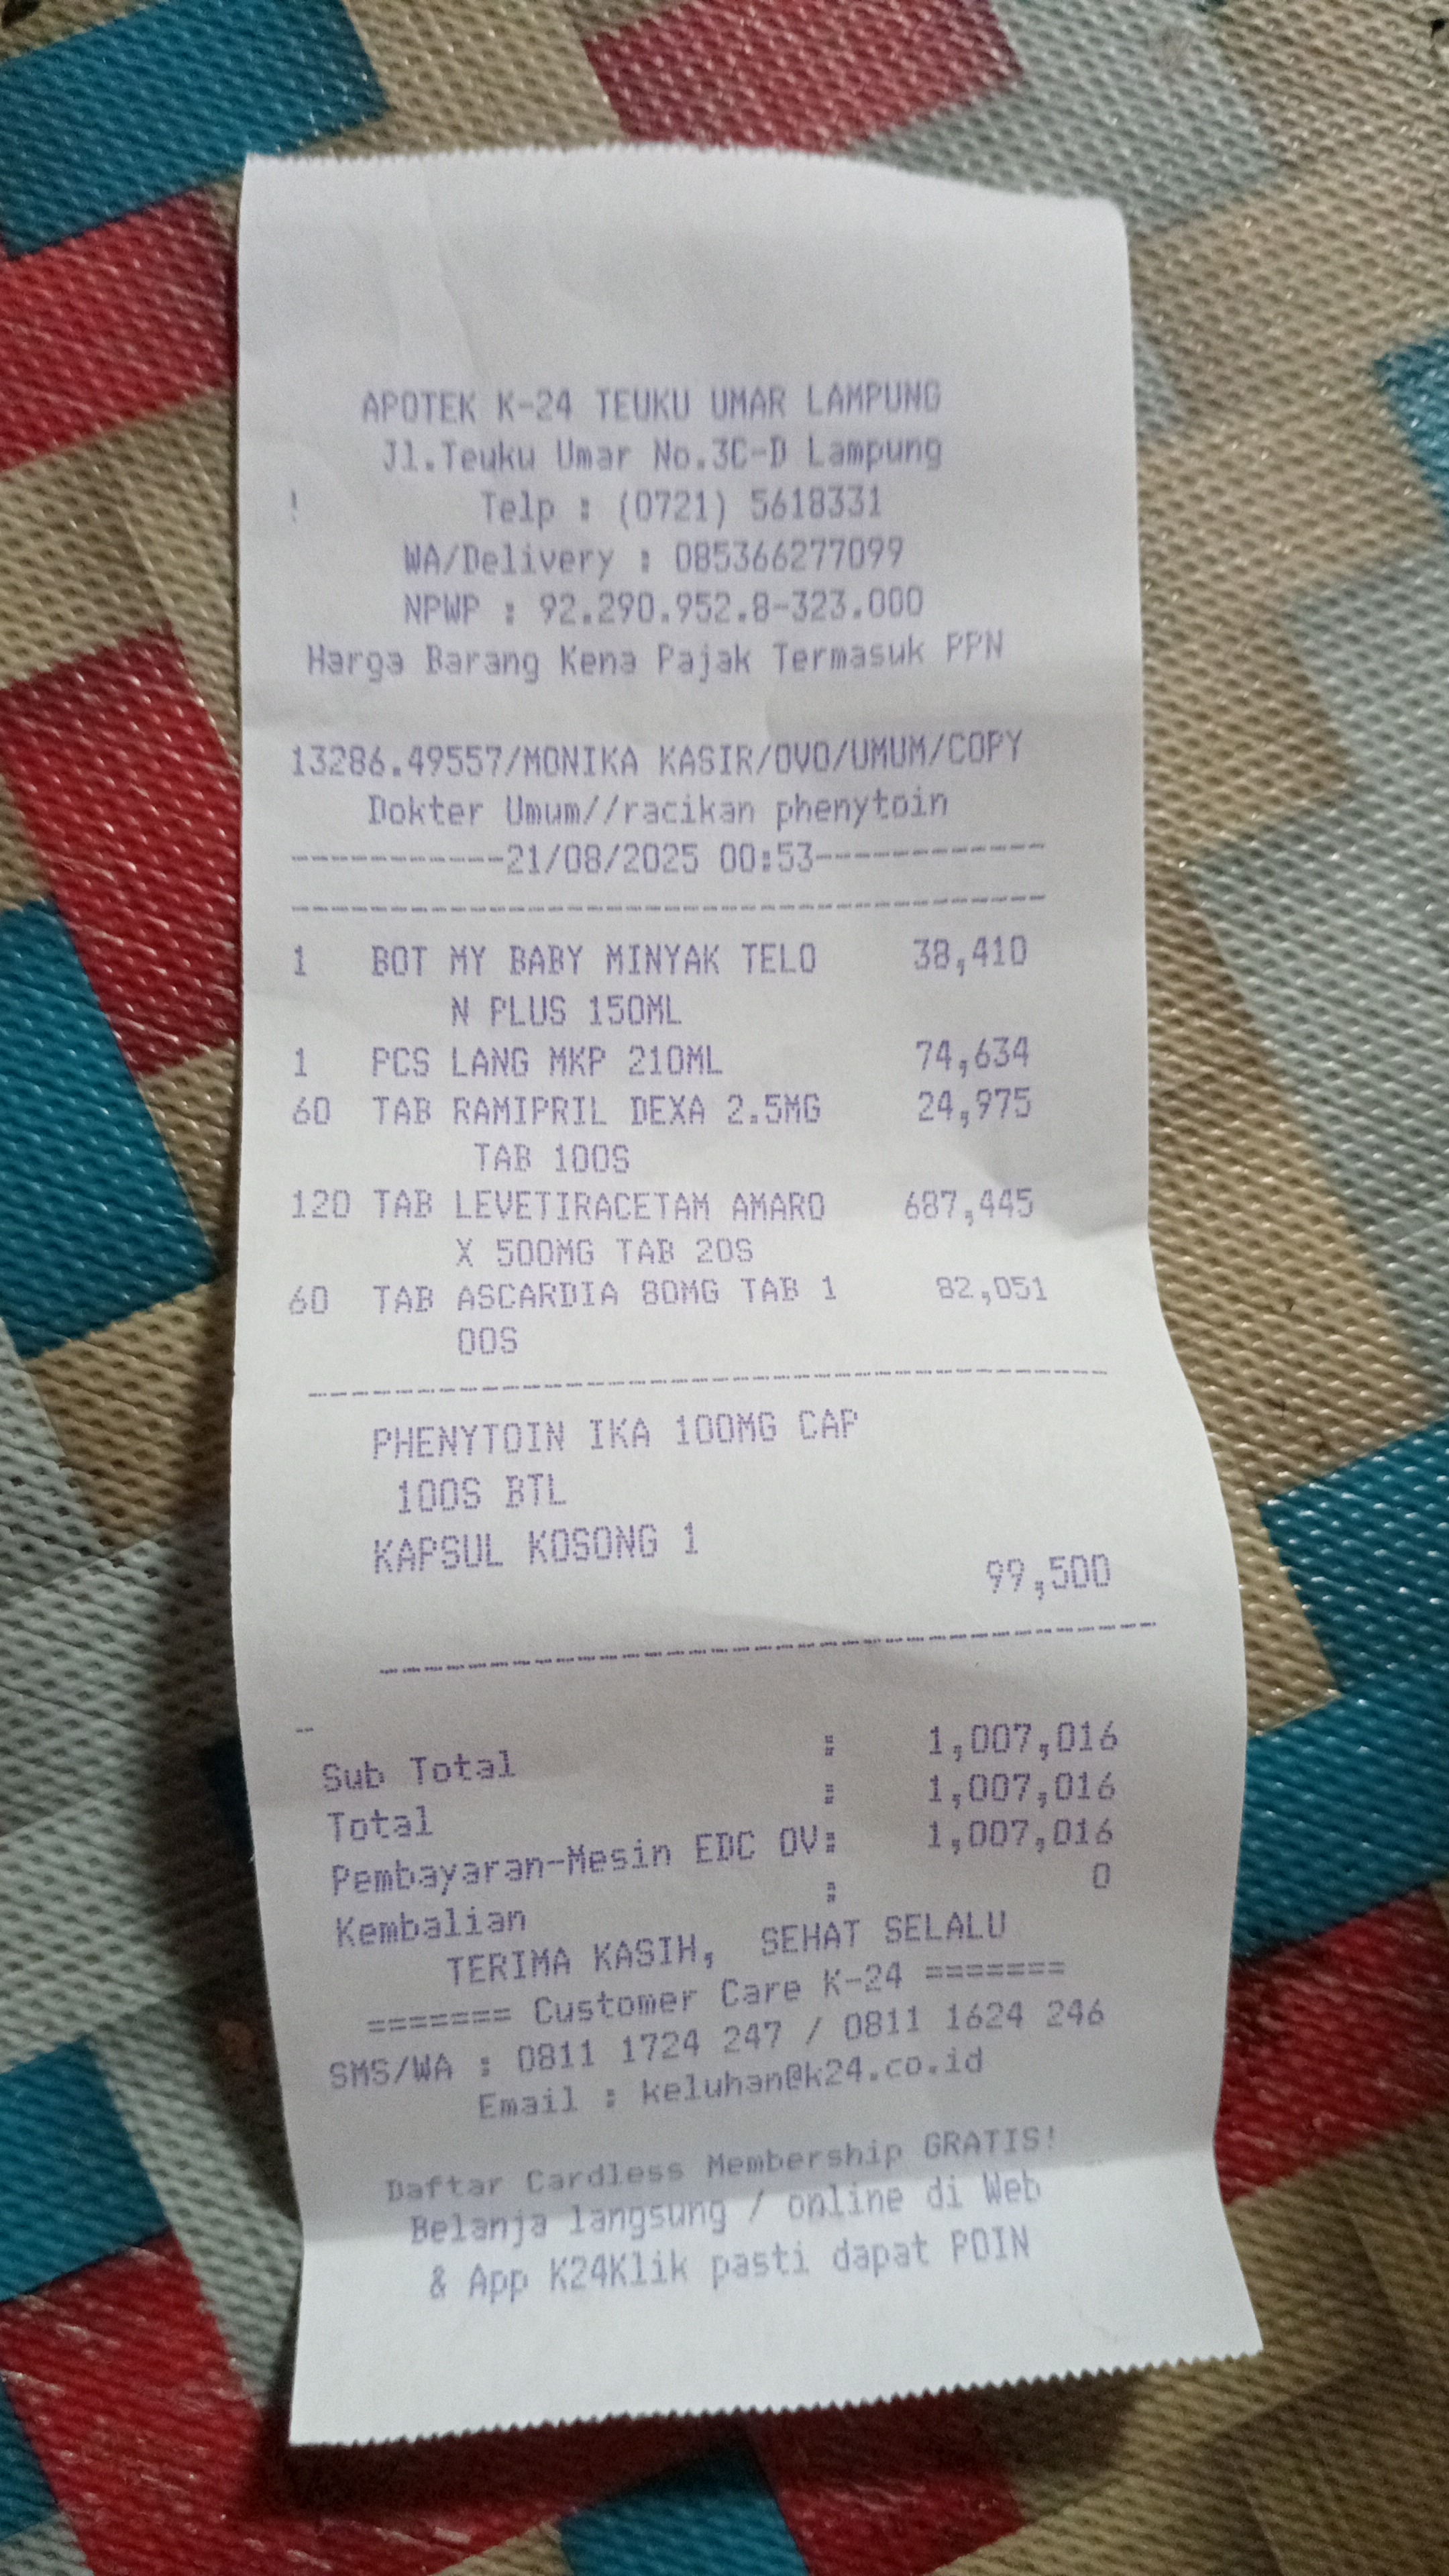 APOTEK K-24 TEUKU UMAR LAMPUNG
Jl.Teuku Umar No.3C-D Lampung
! Telp : (0721) 5618331
WA/Delivery : 085366277099
NPWP : 92.290.952.8-323.000
Harga Barang Kena Pajak Termasuk PPN
13286.49557/MONIKA KASIR/OVO/UMUM/COPY
Dokter Umum//racikan phenytoin
-----------21/08/2025 00:53------------
---------------------------------------
1 BOT MY BABY MINYAK TELO 38,410
N PLUS 150ML
1 PCS LANG MKP 210ML 74,634
60 TAB RAMIPRIL DEXA 2.5MG 24,975
TAB 100S
120 TAB LEVETIRACETAM AMARO 687,445
X 500MG TAB 20S
60 TAB ASCARDIA 80MG TAB 1 82,051
00S
---------------------------------------
PHENYTOIN IKA 100MG CAP
100S BTL
KAPSUL KOSONG 1
99,500
---------------------------------------
--
Sub Total : 1,007,016
Total : 1,007,016
Pembayaran-Mesin EDC OV: 1,007,016
Kembalian : 0
TERIMA KASIH, SEHAT SELALU
======= Customer Care K-24 =======
SMS/WA : 0811 1724 247 / 0811 1624 246
Email : keluhan@k24.co.id
Daftar Cardless Membership GRATIS!
Belanja langsung / online di Web
& App K24Klik pasti dapat POIN